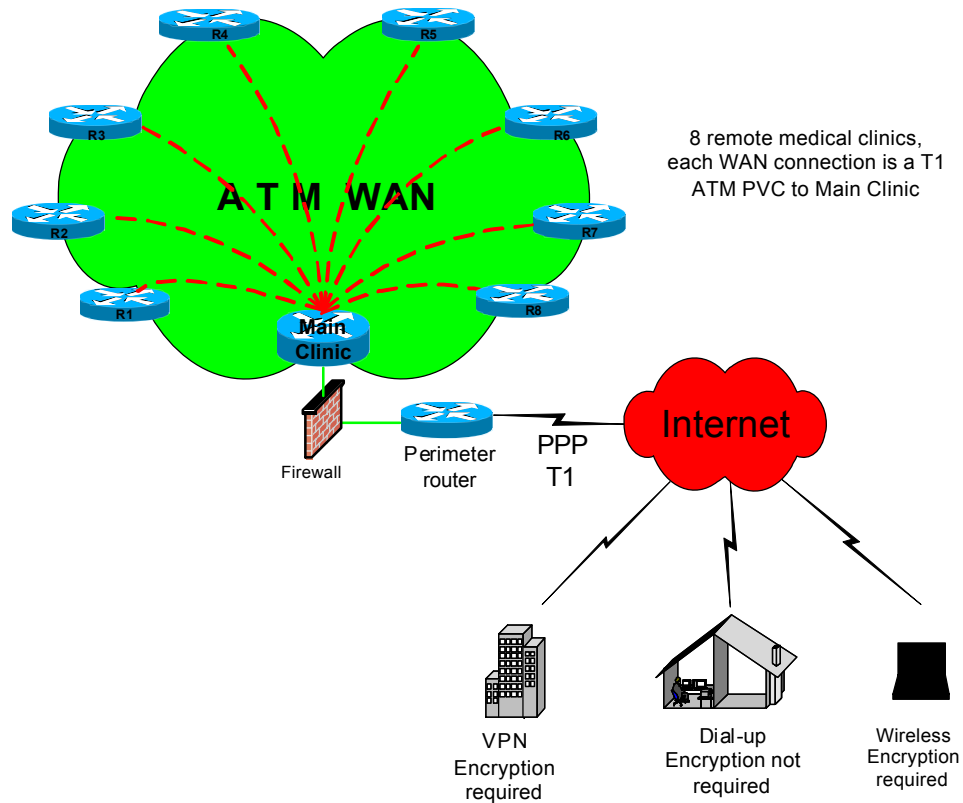 R4
R5
R3
R6
8 remote medical clinics,
each WAN connection is a T1
ATM PVC to Main Clinic
A T M WAN
R2
R7
R1
R8
Main
Clinic
Internet
Firewall
Perimeter
router
PPP
T1
VPN
Encryption
required
Dial-up
Encryption not
required
Wireless
Encryption
required